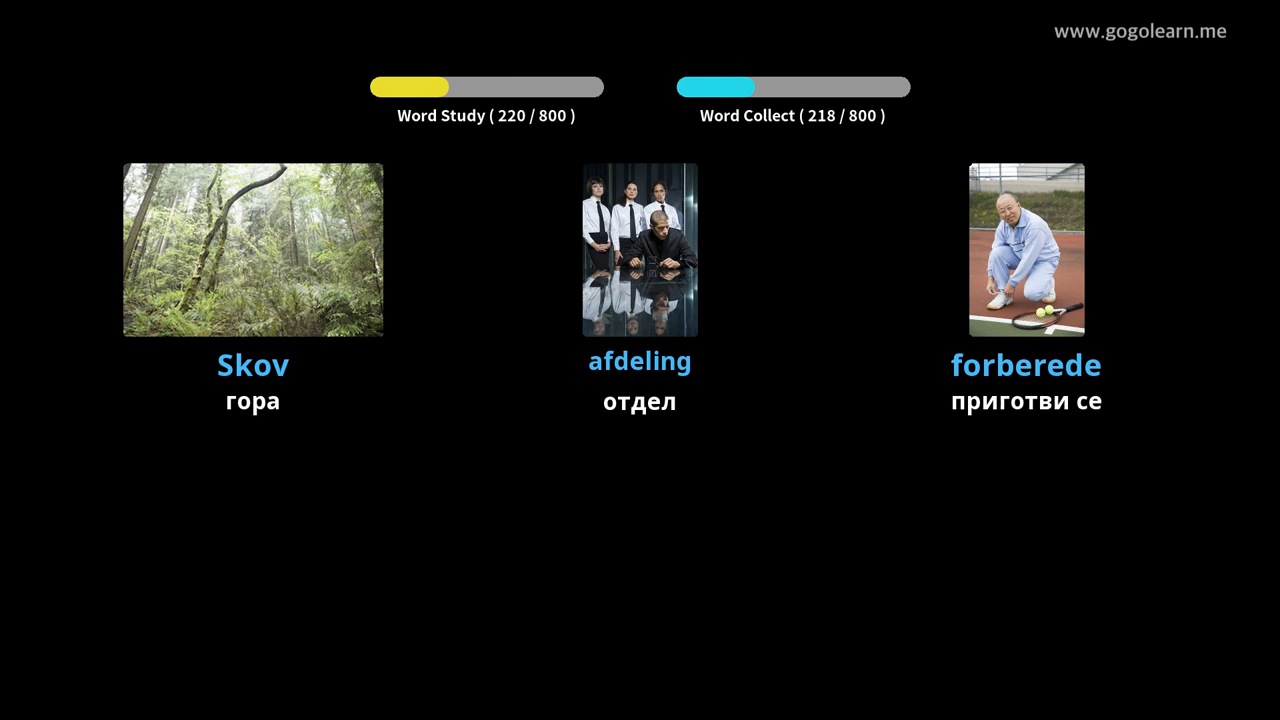 www.gogolearn.me
Word Study ( 220 / 800 )
Word Collect ( 218 / 800 )
Skov
гора
afdeling
отдел
forberede
приготви се